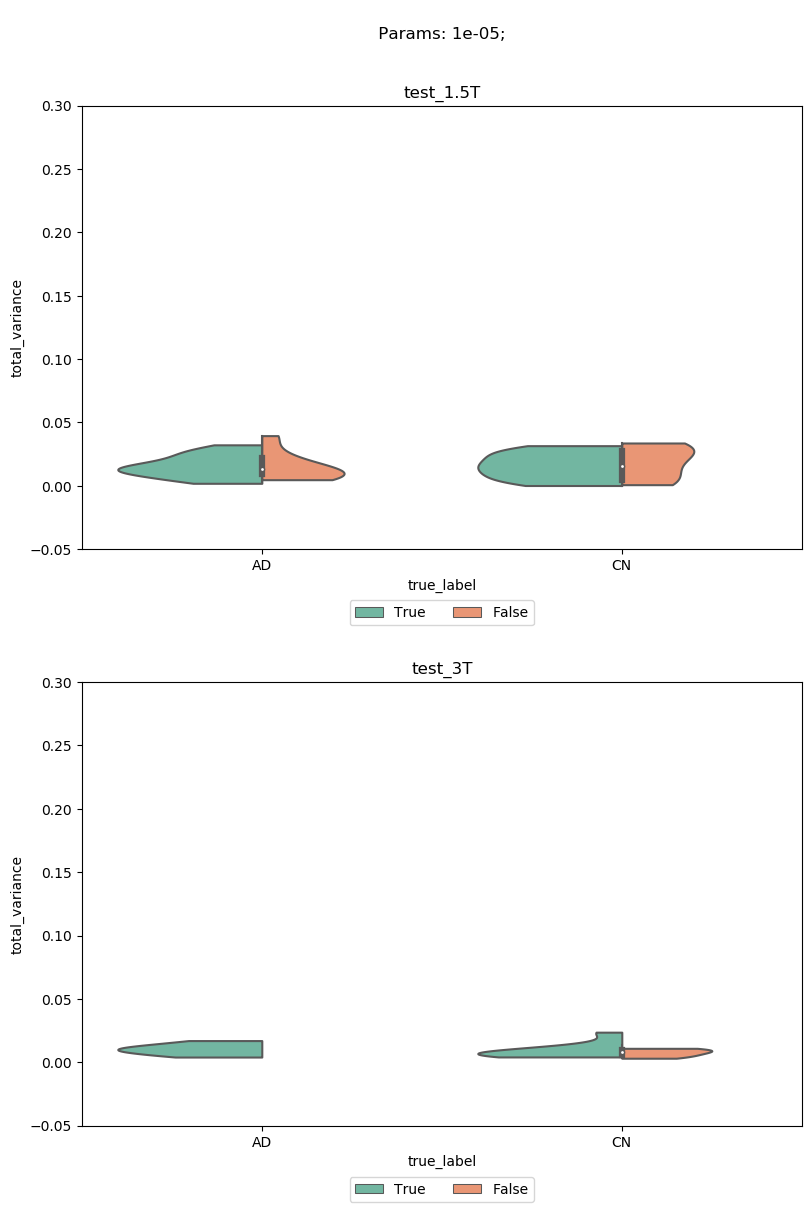 Params: 1e-05;
test_1.5T
0.30
0.25
0.20
0.15
0.10
0.05
0.00
−0.05
total_variance
AD CN
true_label
True False
test_3T
0.30
0.25
0.20
0.15
0.10
0.05
0.00
−0.05
total_variance
AD CN
true_label
True False